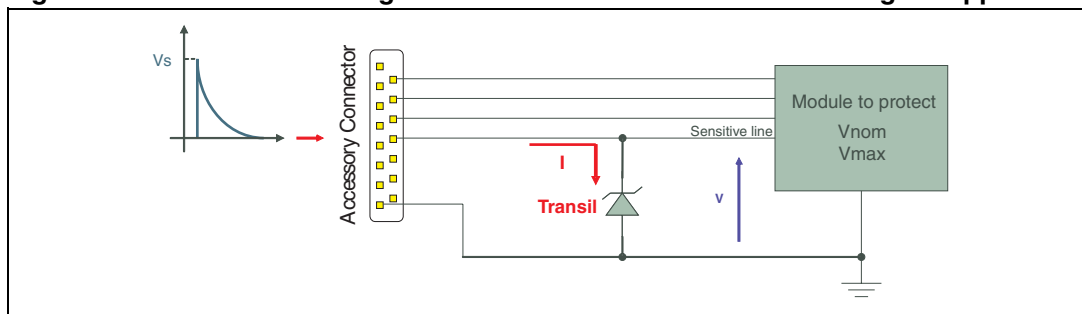 Vs
Accessory Connector
Sensitive line
Module to protect
Vnom
Vmax
I
Transil
v